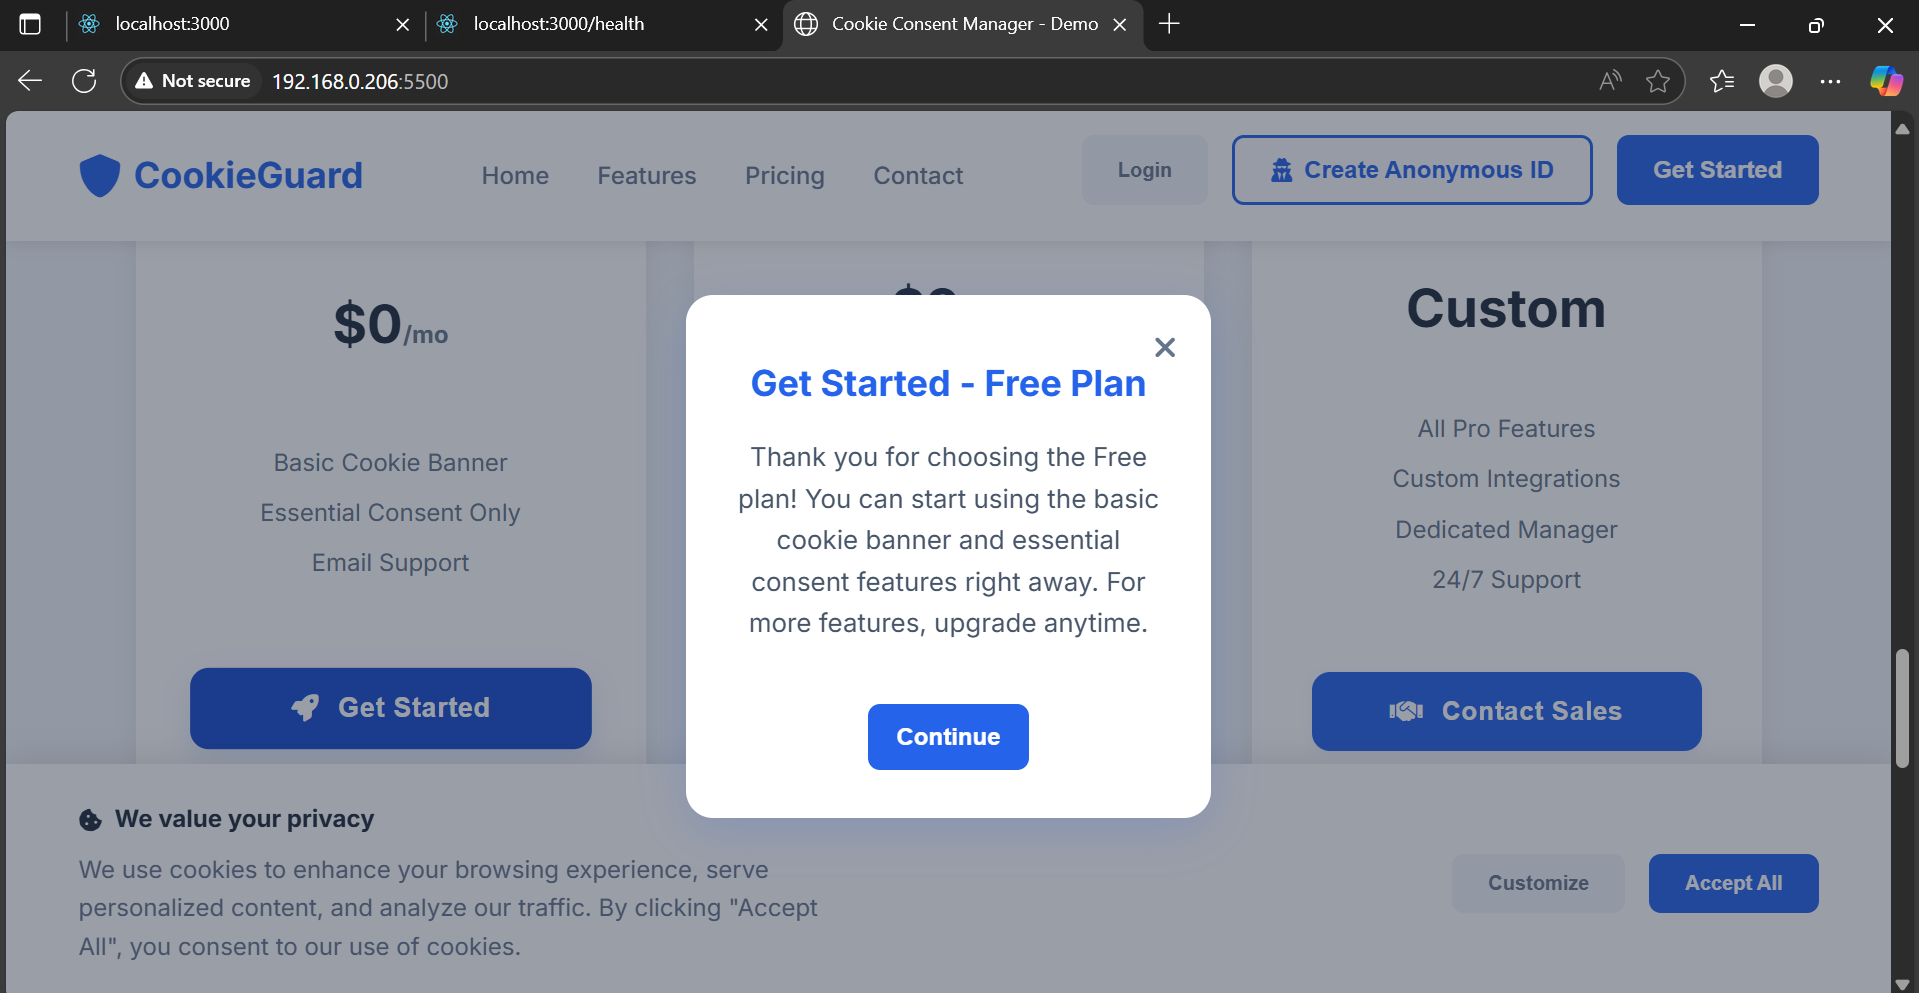 localhost:3000
localhost:3000/health
Cookie Consent Manager - Demo
Not secure
192.168.0.206:5500
CookieGuard
Home
Features
Pricing
Contact
Login
Create Anonymous ID
Get Started
$0/mo
Basic Cookie Banner
Essential Consent Only
Email Support
Get Started
Get Started - Free Plan
Thank you for choosing the Free
plan! You can start using the basic
cookie banner and essential
consent features right away. For
more features, upgrade anytime.
Continue
Custom
All Pro Features
Custom Integrations
Dedicated Manager
24/7 Support
Contact Sales
We value your privacy
We use cookies to enhance your browsing experience, serve
personalized content, and analyze our traffic. By clicking "Accept
All", you consent to our use of cookies.
Customize
Accept All